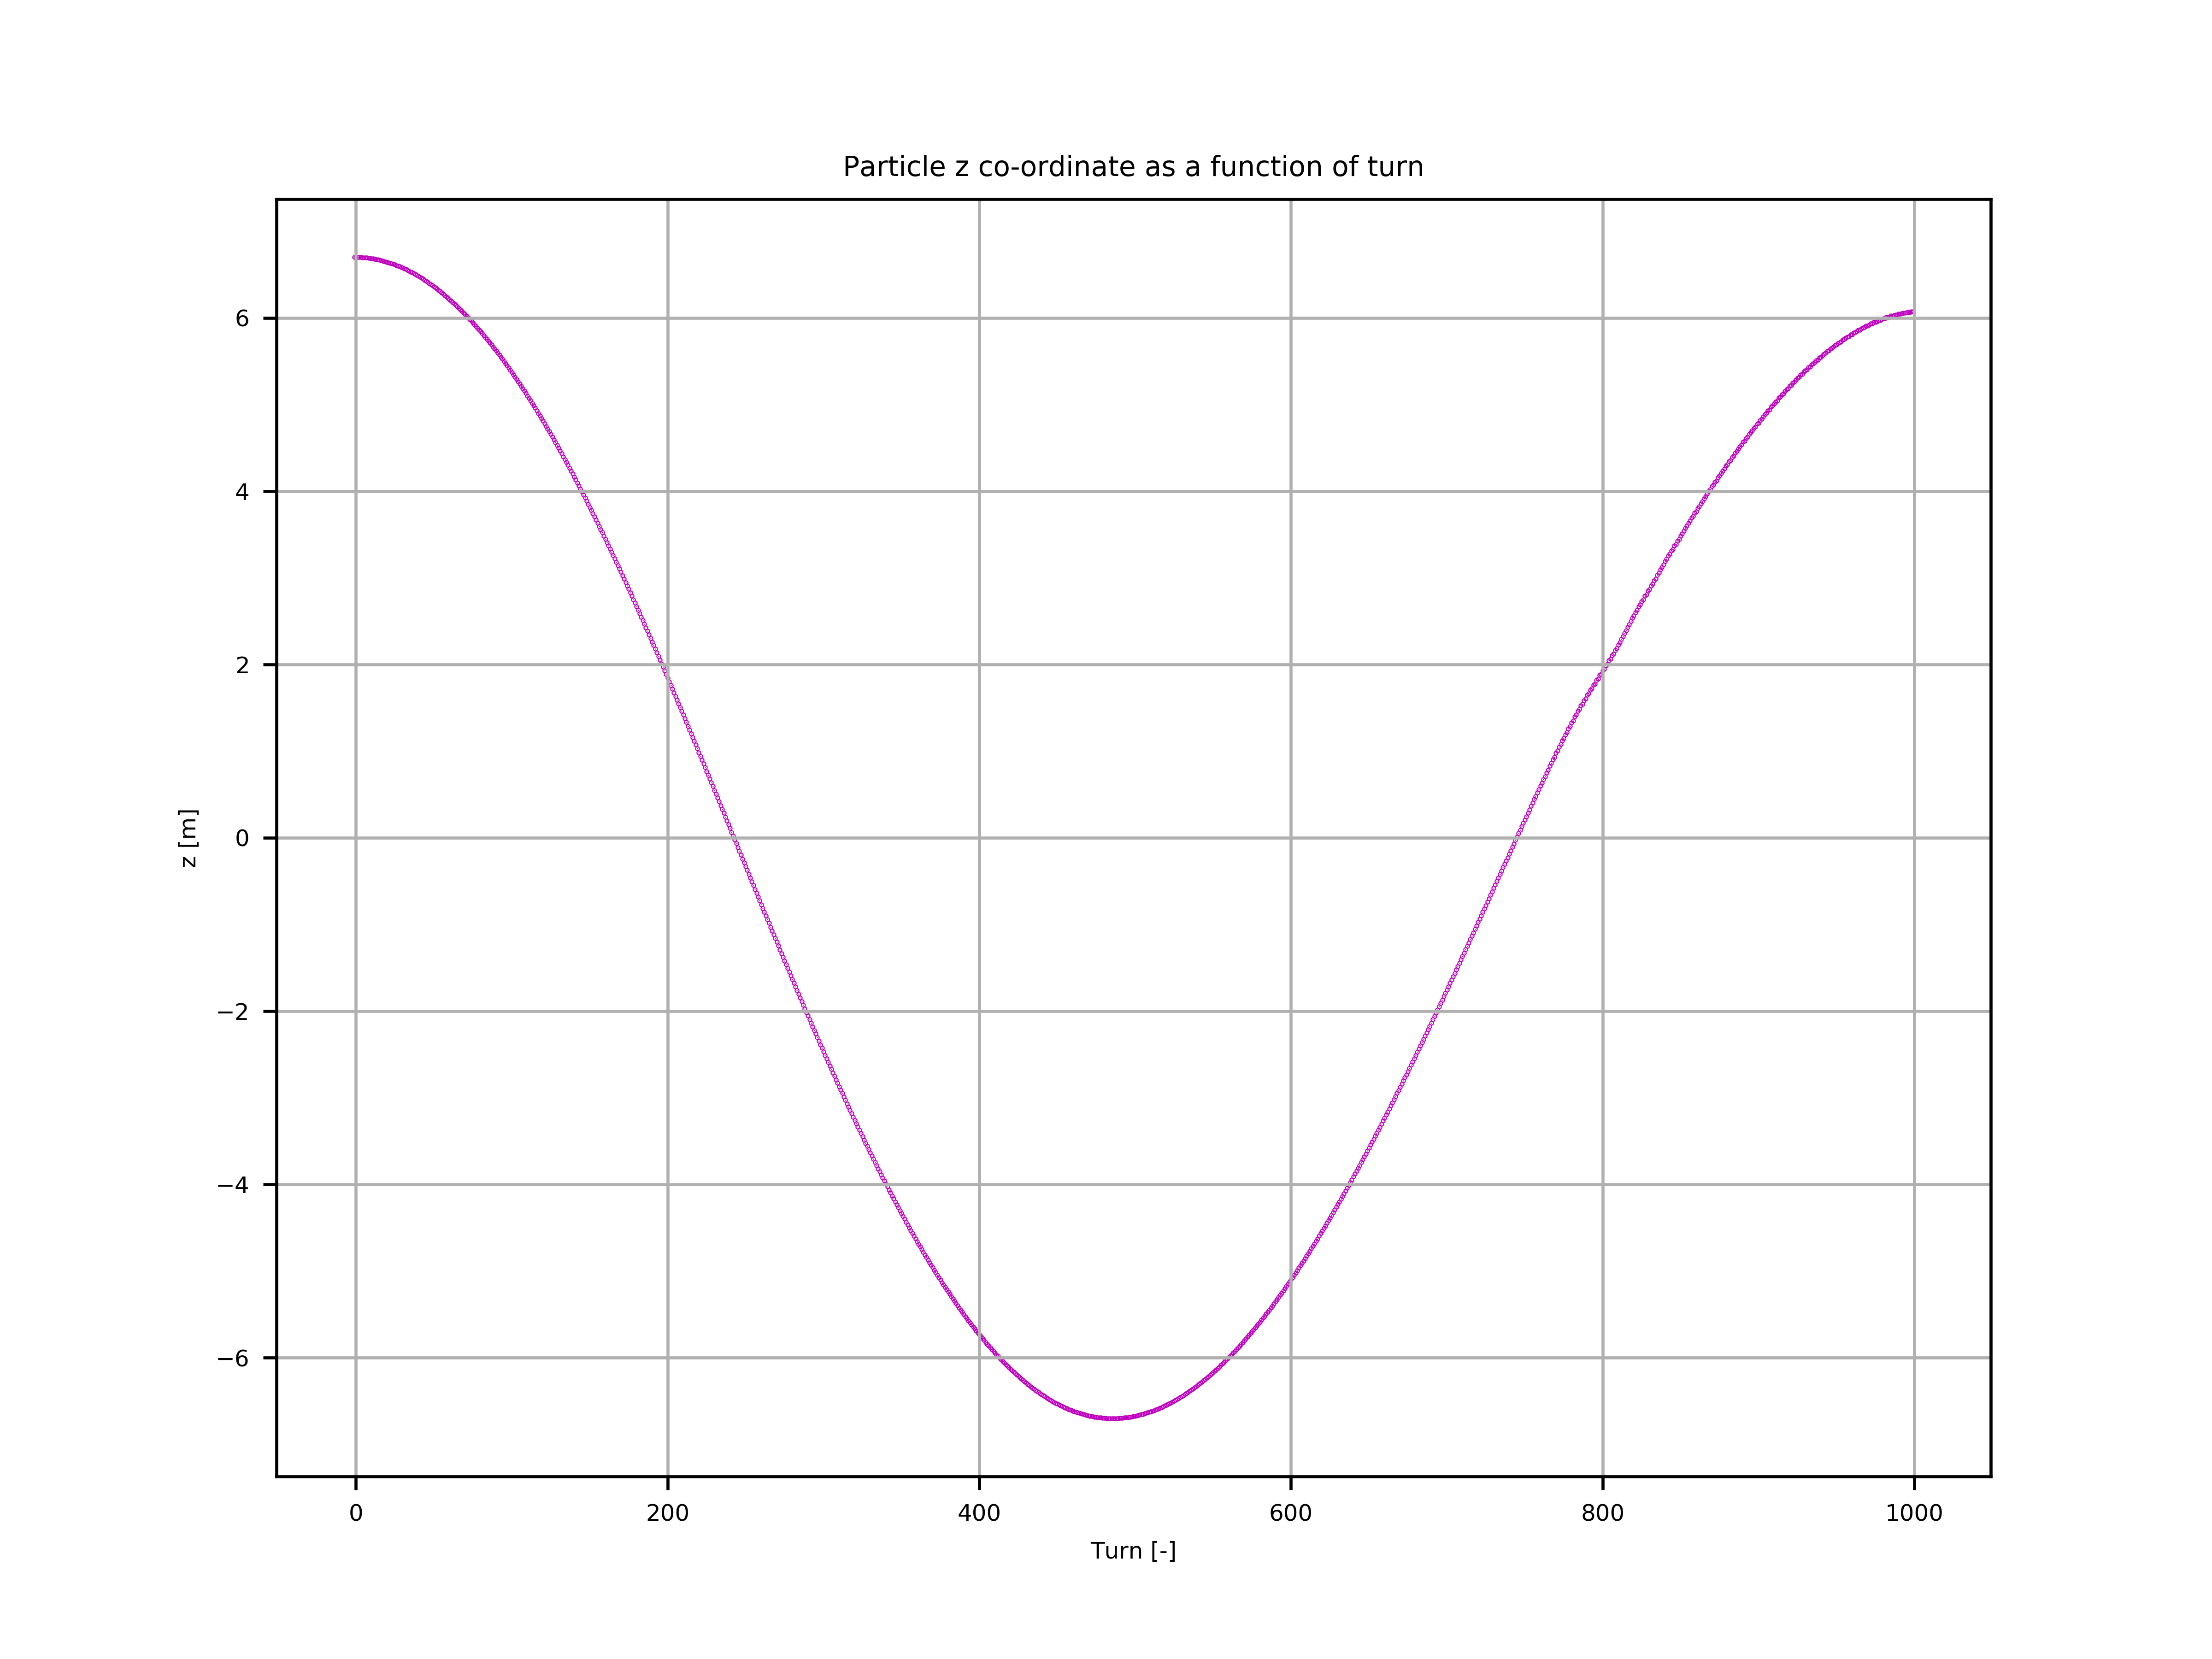 Particle z co-ordinate as a function of turn
6
4
2
0
−2
−4
−6
z [m]
0 200 400 600 800 1000
Turn [-]